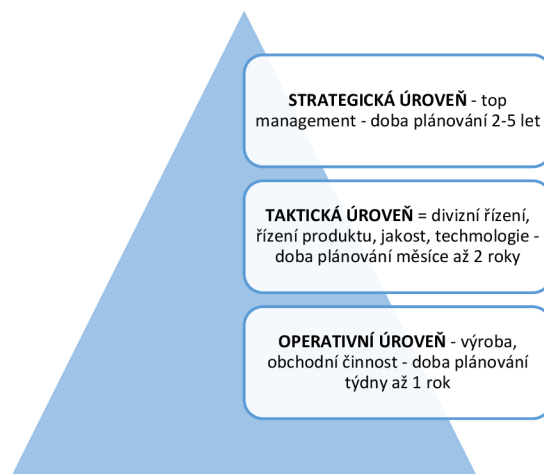 STRATEGICKÁ ÚROVEŇ - top
management - doba plánování 2-5 let
TAKTICKÁ ÚROVEŇ = divizní řízení,
řízení produktu, jakost, technologie -
doba plánování měsíce až 2 roky
OPERATIVNÍ ÚROVEŇ - výroba,
obchodní činnost - doba plánování
týdny až 1 rok